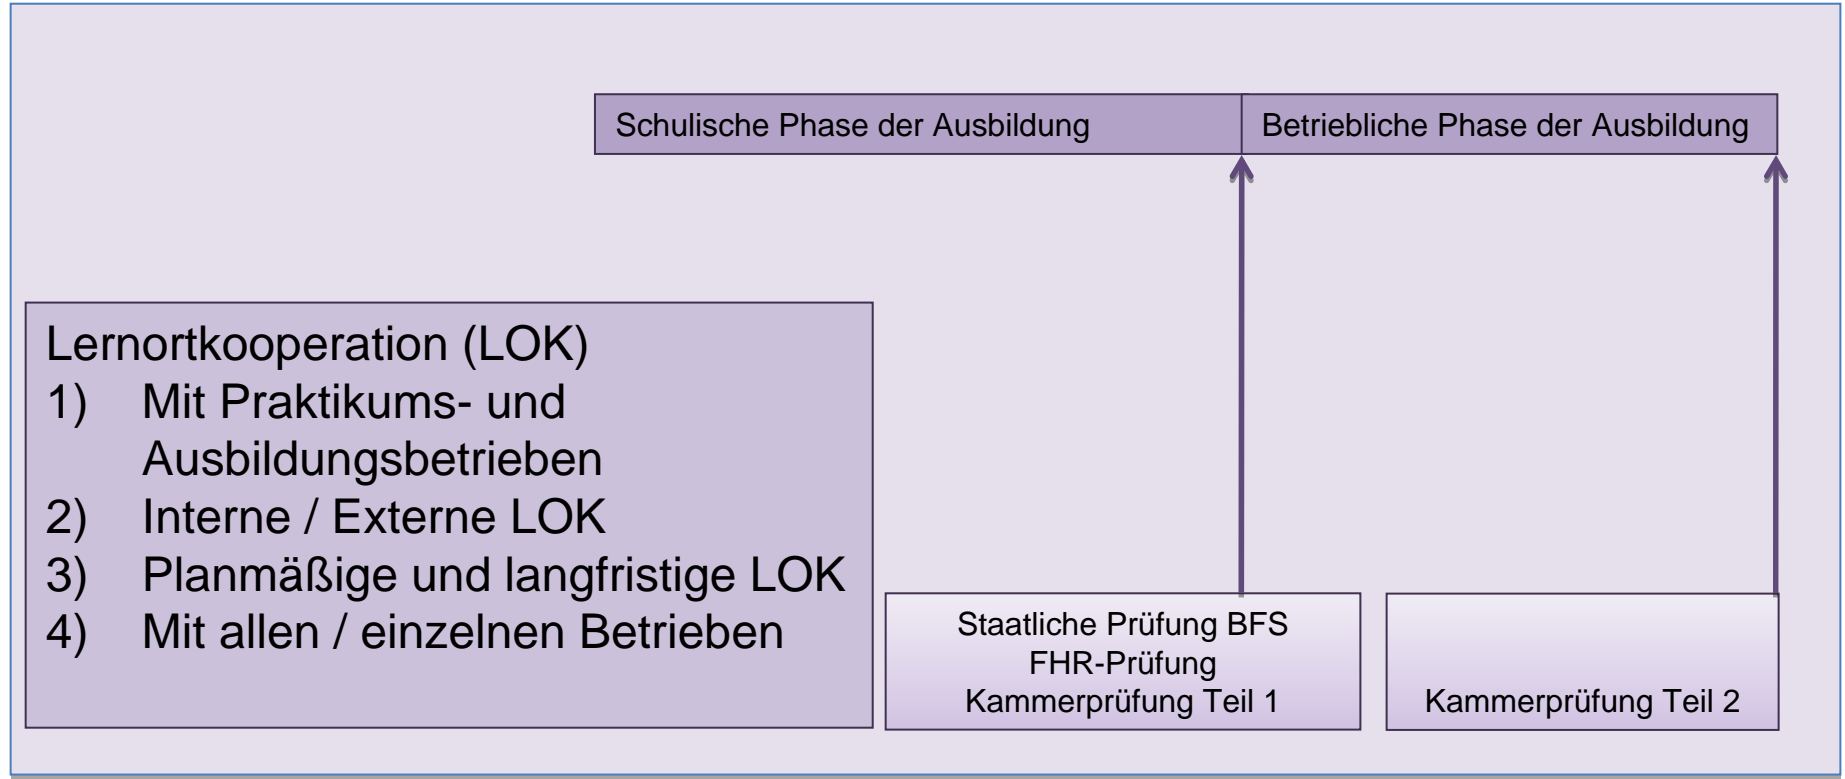 Schulische Phase der Ausbildung
Betriebliche Phase der Ausbildung
Lernortkooperation (LOK)
1) Mit Praktikums- und
Ausbildungsbetrieben
2) Interne / Externe LOK
3) Planmäßige und langfristige LOK
4) Mit allen / einzelnen Betrieben
Staatliche Prüfung BFS
FHR-Prüfung
Kammerprüfung Teil 1
Kammerprüfung Teil 2